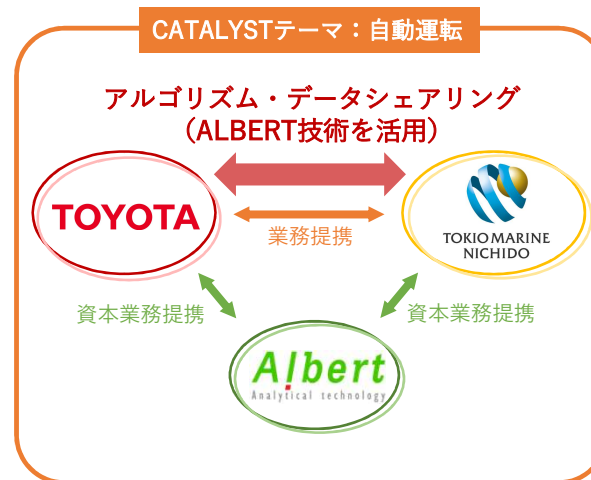 CATALYSTテーマ：自動運転
アルゴリズム・データシェアリング
（ALBERT技術を活用）
TOYOTA
業務提携
TOKIO MARINE
NICHIDO
資本業務提携
資本業務提携
Albert
Analytical technology